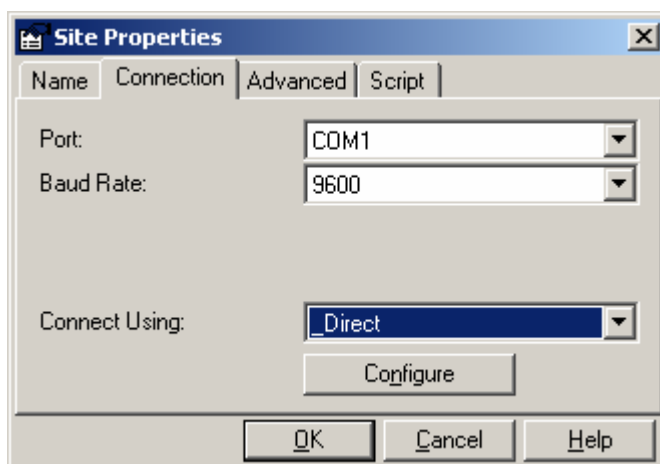 Site Properties
Name Connection Advanced Script
Port: COM1
Baud Rate: 9600
Connect Using: _Direct
Configure
OK Cancel Help